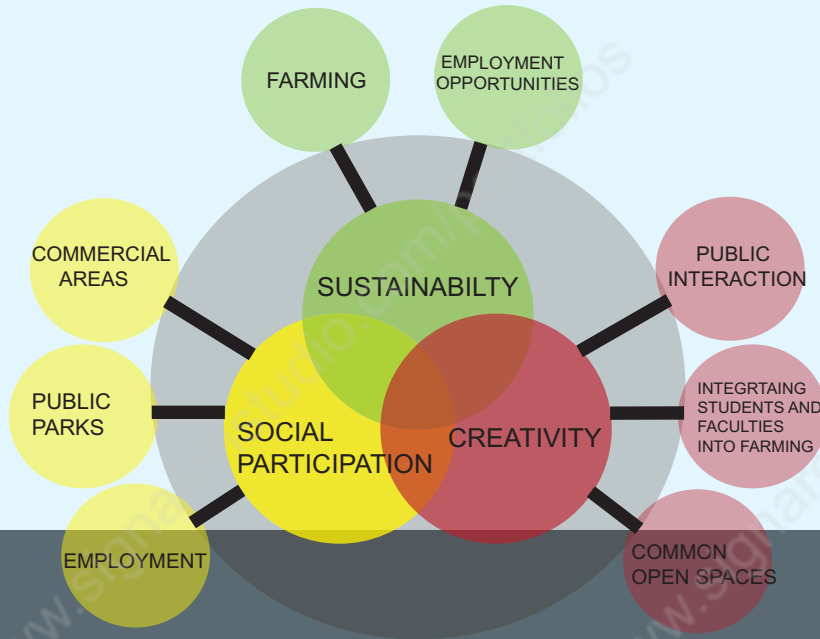 FARMING
EMPLOYMENT
OPPORTUNITIES
COMMERCIAL
AREAS
SUSTAINABILTY
PUBLIC
INTERACTION
PUBLIC
PARKS
SOCIAL
PARTICIPATION
CREATIVITY
INTEGRTAING
STUDENTS AND
FACULTIES
INTO FARMING
EMPLOYMENT
COMMON
OPEN SPACES